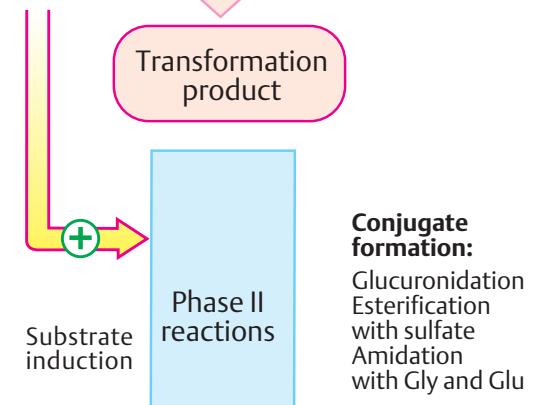 Transformation
product
+
Substrate
induction
Phase II
reactions
Conjugate
formation:
Glucuronidation
Esterification
with sulfate
Amidation
with Gly and Glu